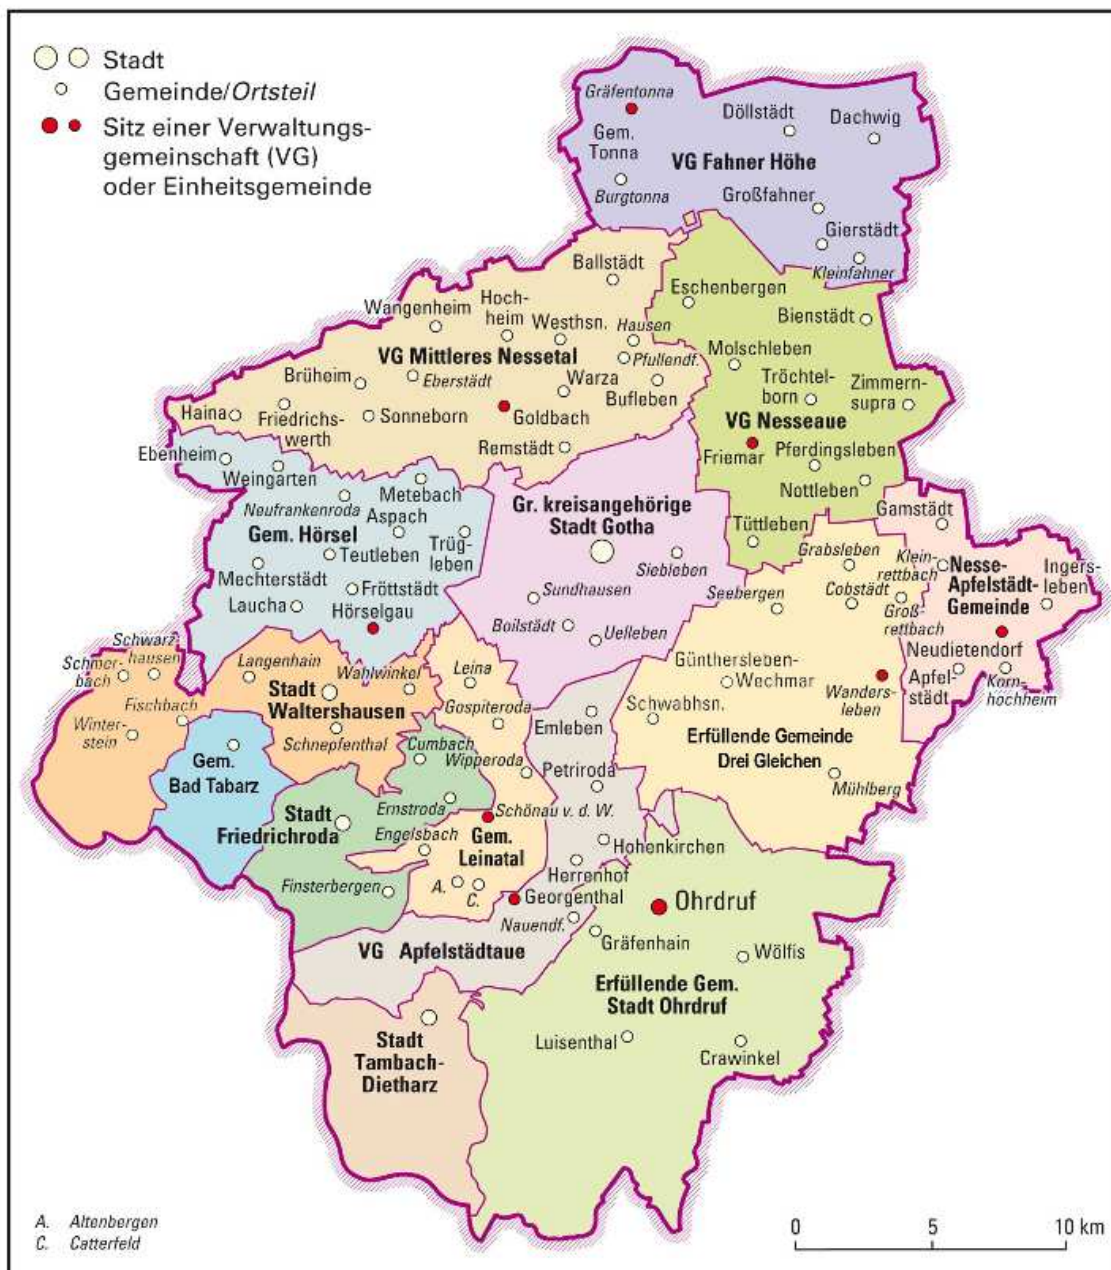 Stadt
Gemeinde/Ortsteil
Sitz einer Verwaltungs-
gemeinschaft (VG)
oder Einheitsgemeinde
Gräfentonna
Döllstädt
Dachwig
Gem.
Tonna
VG Fahner Höhe
Burgtonna
Großfahner
Gierstädt
Kleinfahner
Ballstädt
Eschenbergen
Wangenheim
Hoch-
heim
Westhsn.
Hausen
Bienstädt
VG Mittleres Nessetal
Pfullendf.
Molschleben
Brüheim
Eberstädt
Warza
Bufleben
Tröchtel-
born
Zimmern-
supra
Haina
Friedrichs-
werth
Sonneborn
Goldbach
VG Nesseaue
Ebenheim
Remstädt
Friemar
Pferdingsleben
Weingarten
Metebach
Nottleben
Neufrankenroda
Aspach
Gr. kreisangehörige
Stadt Gotha
Gamstädt
Gem. Hörsel
Trüg-
leben
Tüttleben
Teutleben
Grabsleben
Klein-
rettbach
Nesse-
Apfelstädt-
Gemeinde
Ingers-
leben
Mechterstädt
Fröttstädt
Siebleben
Seebergen
Cobstädt
Groß-
rettbach
Laucha
Hörselgau
Sundhausen
Boilstädt
Uelleben
Neudietendorf
Schwarz-
hausen
Schmer-
bach
Langenhain
Wahlwinkel
Leina
Günthersleben-
Wechmar
Wanders-
leben
Apfel-
städt
Korn-
hochheim
Fischbach
Stadt
Waltershausen
Gospiteroda
Emleben
Schwabhsn.
Winter-
stein
Schnepfenthal
Cumbach
Wipperoda
Erfüllende Gemeinde
Drei Gleichen
Gem.
Bad Tabarz
Petriroda
Mühlberg
Stadt
Friedrichroda
Ernstroda
Schönau v. d. W.
Engelsbach
Gem.
Leinatal
Hohenkirchen
Herrenhof
Finsterbergen
A.
C.
Georgenthal
Ohrdruf
Nauendf.
Gräfenhain
VG Apfelstädtaue
Wölfis
Erfüllende Gem.
Stadt Ohrdruf
Stadt
Tambach-
Dietharz
Luisenthal
Crawinkel
A. Altenbergen
C. Catterfeld
0 5 10 km